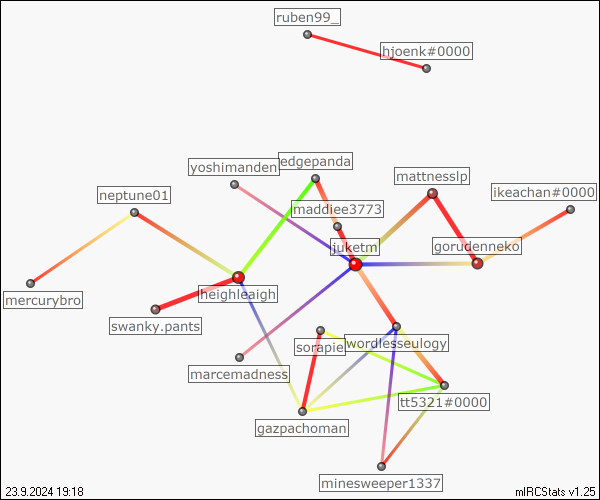 ruben99_
hjoenk#0000
yoshimanden
edgepanda
mattnesslp
neptune01
ikeachan#0000
maddiee3773
juketm
gorudenneko
mercurybro
heighleaigh
swanky.pants
sorapiel
wordlesseulogy
marcemadness
tt5321#0000
gazpachoman
minesweeper1337
23.9.2024 19:18
mIRCStats v1.25